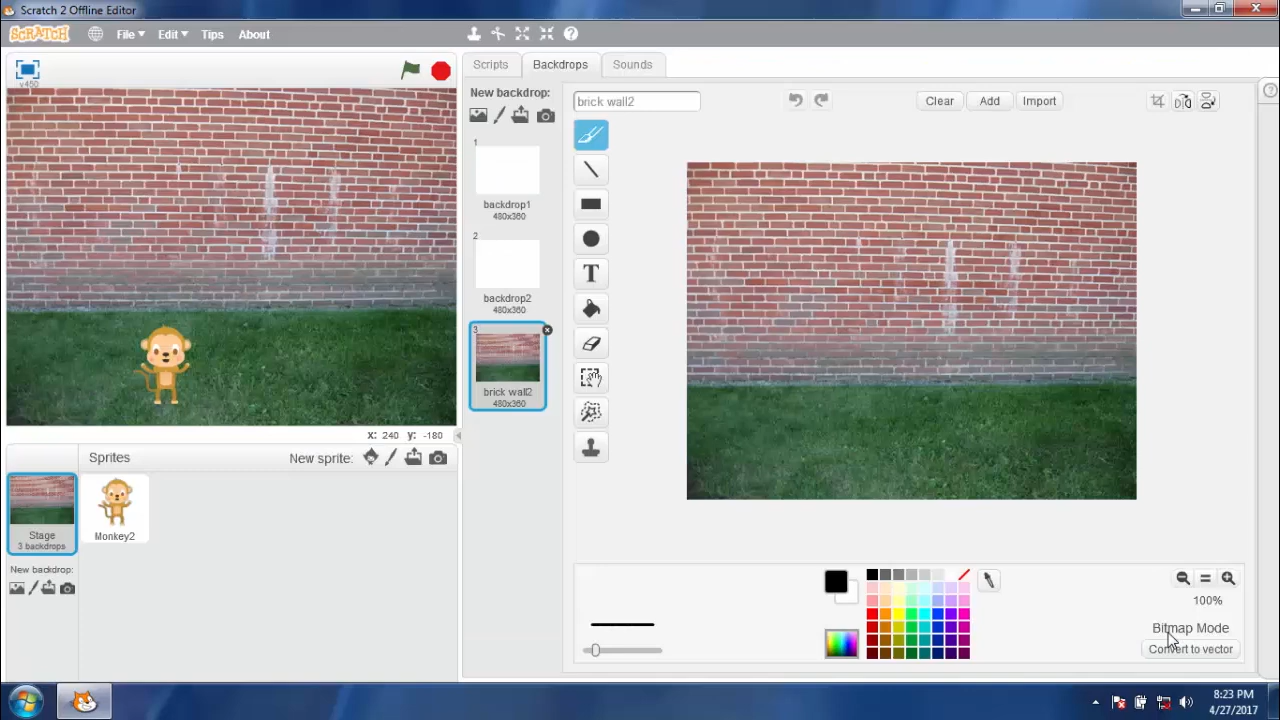 Scratch 2 Offline Editor
SCRATCH File Edit Tips About
v450
Scripts Backdrops Sounds
New backdrop:
brick wall2
Clear Add Import
1
backdrop1
480x360
2
backdrop2
480x360
3
brick wall2
480x360
T
x: 240 y: -180
Sprites New sprite:
Stage
3 backdrops
Monkey2
New backdrop:
100%
Bitmap Mode
Convert to vector
8:23 PM
4/27/2017